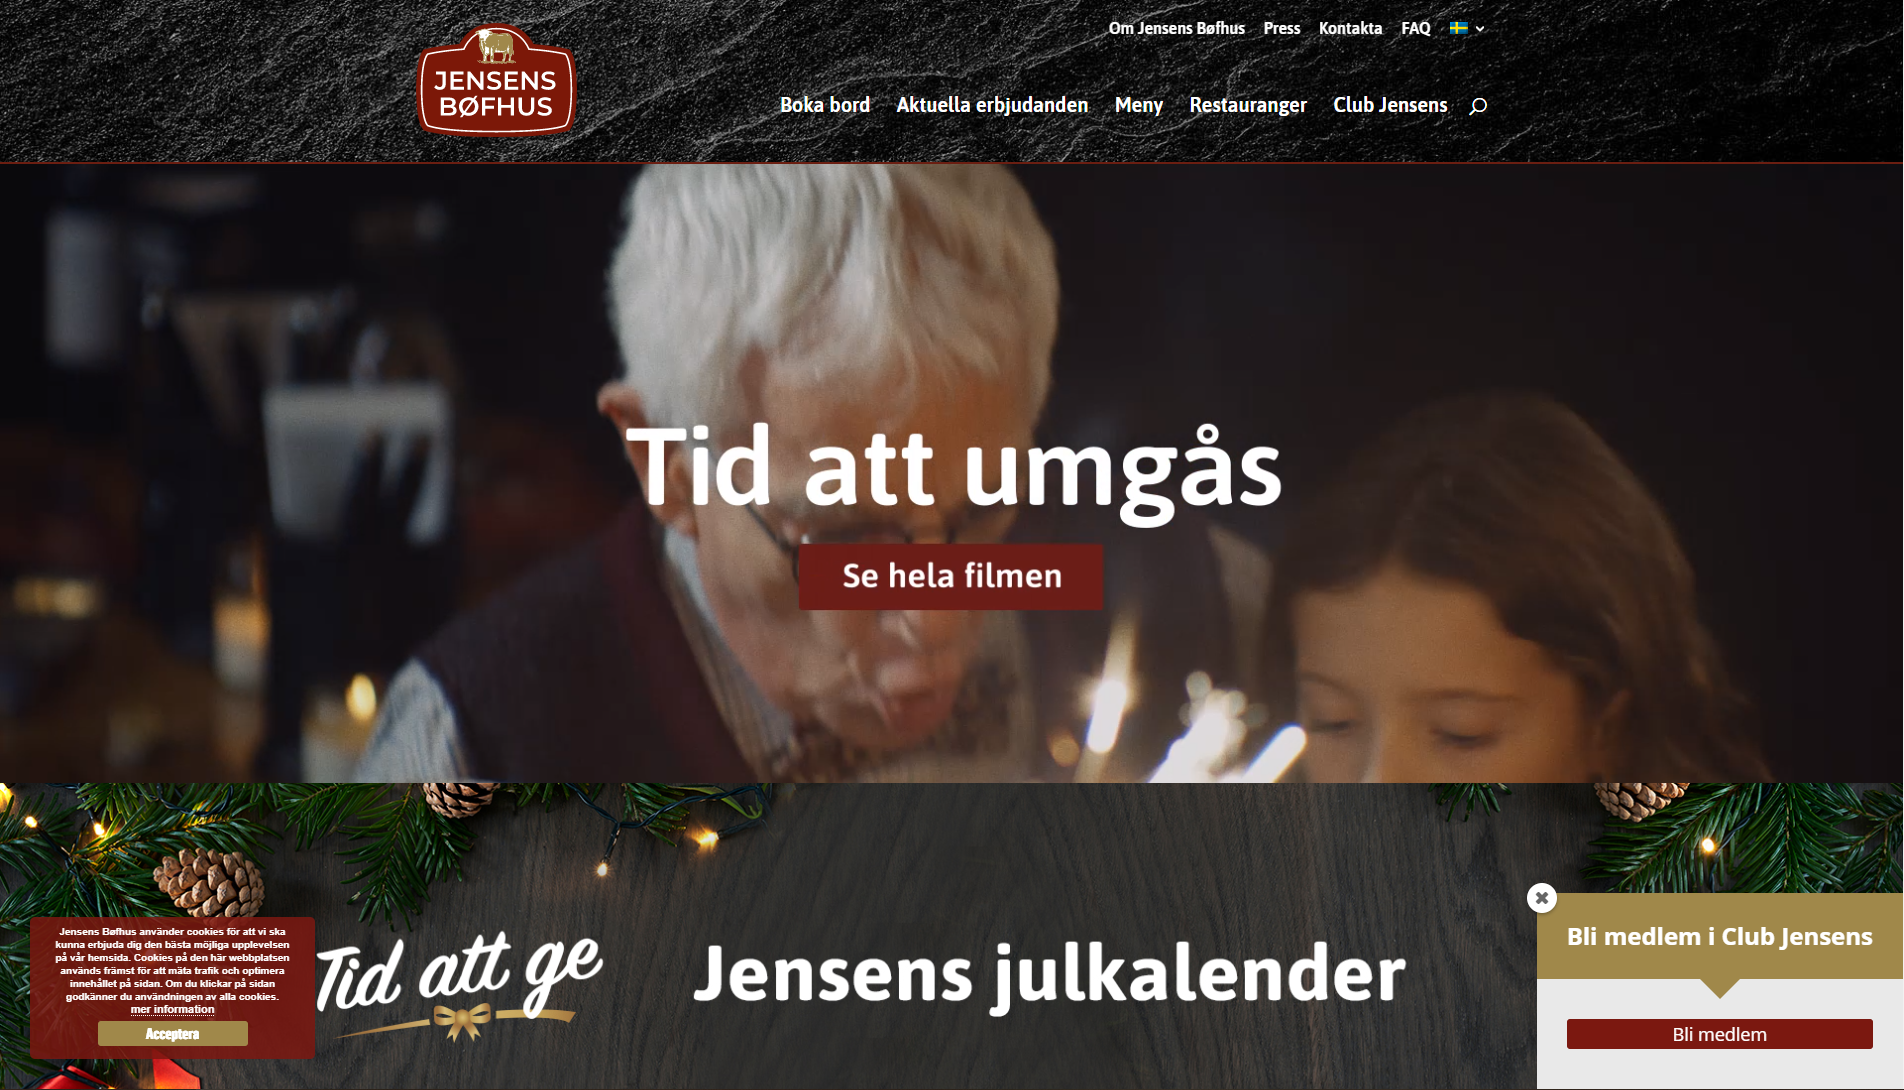 Om Jensens Bøfhus Press Kontakta FAQ
JENSENS
BØFHUS
Boka bord Aktuella erbjudanden Meny Restauranger Club Jensens
Tid att umgås
Se hela filmen
Tid att ge
Jensens julkalender
Jensens Bøfhus använder cookies för att vi ska
kunna erbjuda dig den bästa möjliga upplevelsen
på vår hemsida. Cookies på den här webbplatsen
används främst för att mäta trafik och optimera
innehållet på sidan. Om du klickar på sidan
godkänner du användningen av alla cookies.
mer information
Acceptera
Bli medlem i Club Jensens
Bli medlem